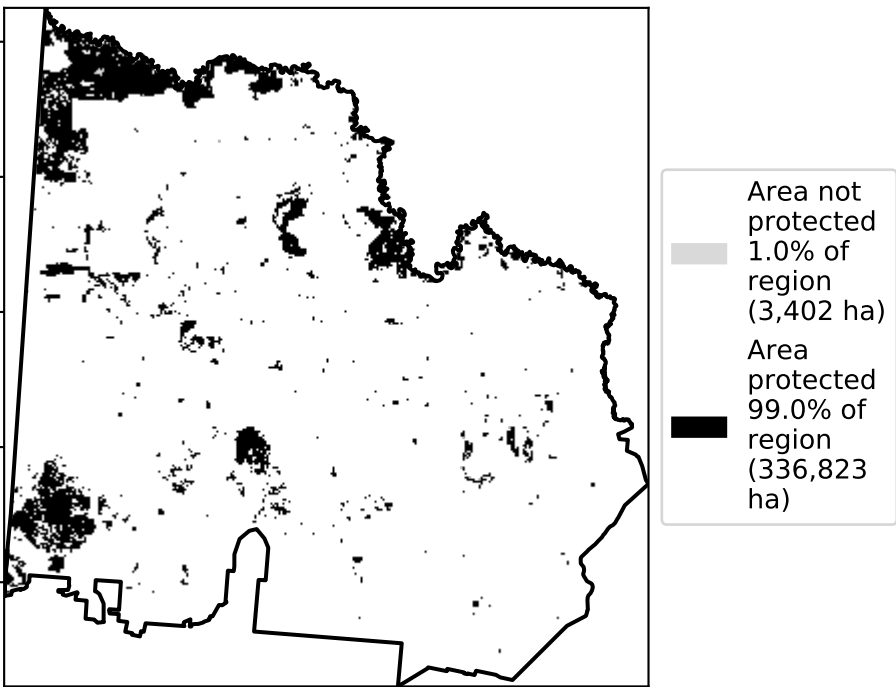 Area not
protected
1.0% of
region
(3,402 ha)
Area
protected
99.0% of
region
(336,823
ha)